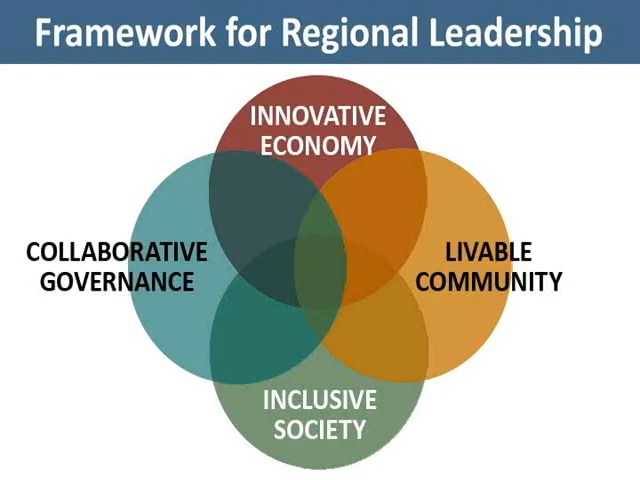 Framework for Regional Leadership
INNOVATIVE
ECONOMY
COLLABORATIVE
GOVERNANCE
LIVABLE
COMMUNITY
INCLUSIVE
SOCIETY